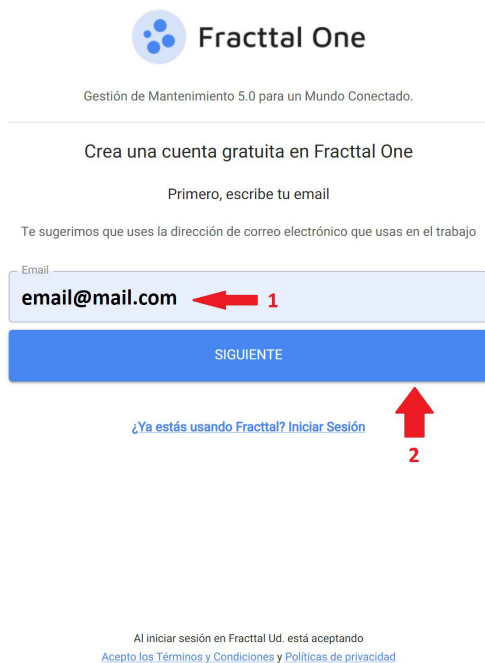 Fracttal One
Gestión de Mantenimiento 5.0 para un Mundo Conectado.
Crea una cuenta gratuita en Fracttal One
Primero, escribe tu email
Te sugerimos que uses la dirección de correo electrónico que usas en el trabajo
Email
email@mail.com 1
SIGUIENTE
¿Ya estás usando Fracttal? Iniciar Sesión
2
Al iniciar sesión en Fracttal Ud. está aceptando
Acepto los Términos y Condiciones y Políticas de privacidad